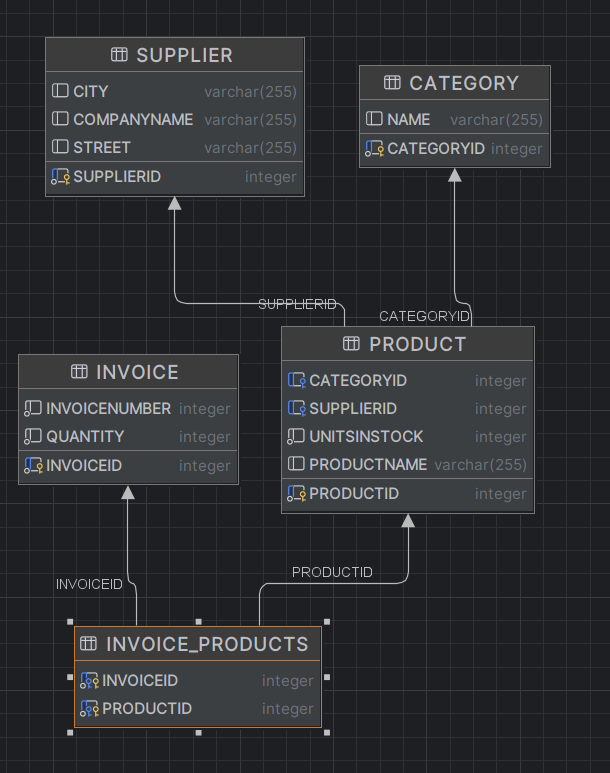 SUPPLIER
CITY varchar(255)
COMPANYNAME varchar(255)
STREET varchar(255)
SUPPLIERID integer
CATEGORY
NAME varchar(255)
CATEGORYID integer
SUPPLIERID
CATEGORYID
PRODUCT
CATEGORYID integer
SUPPLIERID integer
UNITSINSTOCK integer
PRODUCTNAME varchar(255)
PRODUCTID integer
INVOICE
INVOICENUMBER integer
QUANTITY integer
INVOICEID integer
INVOICEID
PRODUCTID
INVOICE_PRODUCTS
INVOICEID integer
PRODUCTID integer